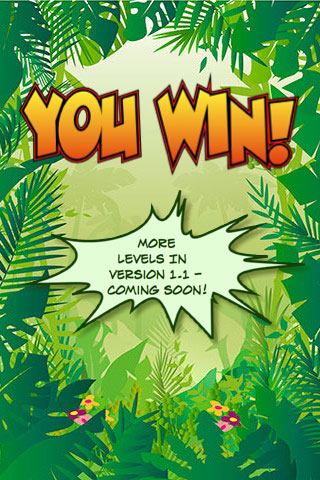 YOU WIN!
MORE
LEVELS IN
VERSION 1.1 –
COMING SOON!